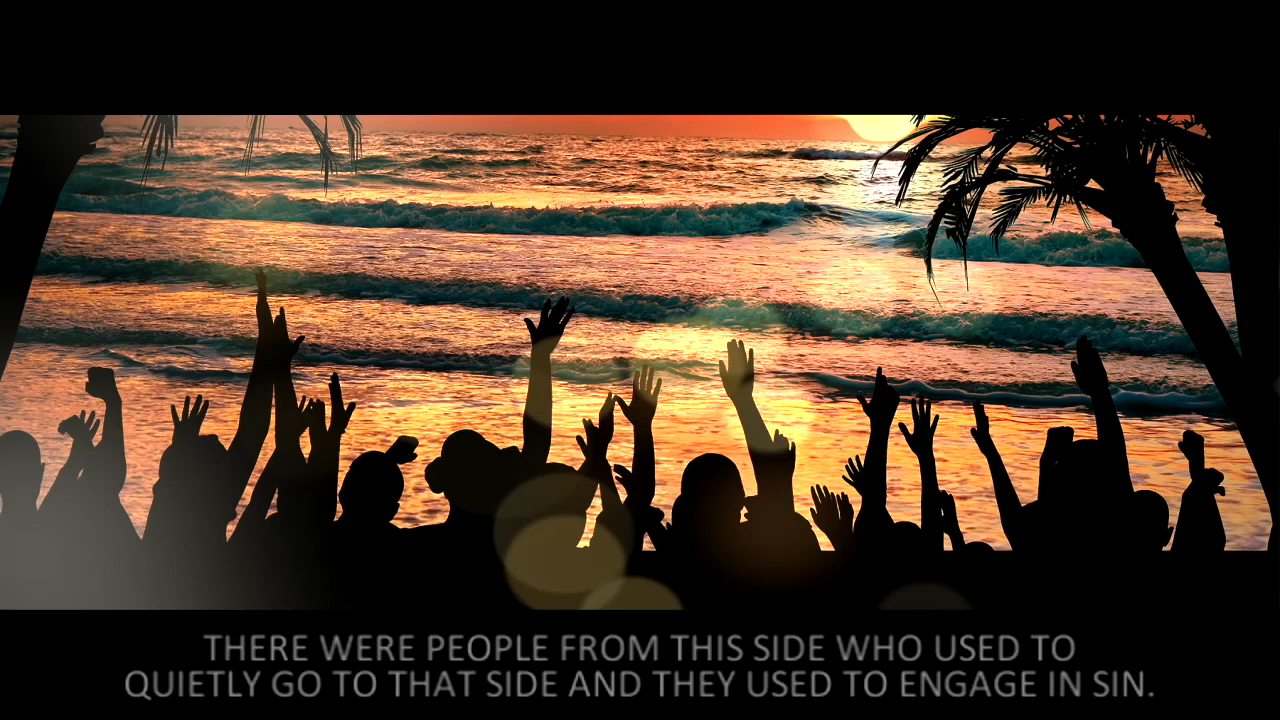 THERE WERE PEOPLE FROM THIS SIDE WHO USED TO
QUIETLY GO TO THAT SIDE AND THEY USED TO ENGAGE IN SIN.